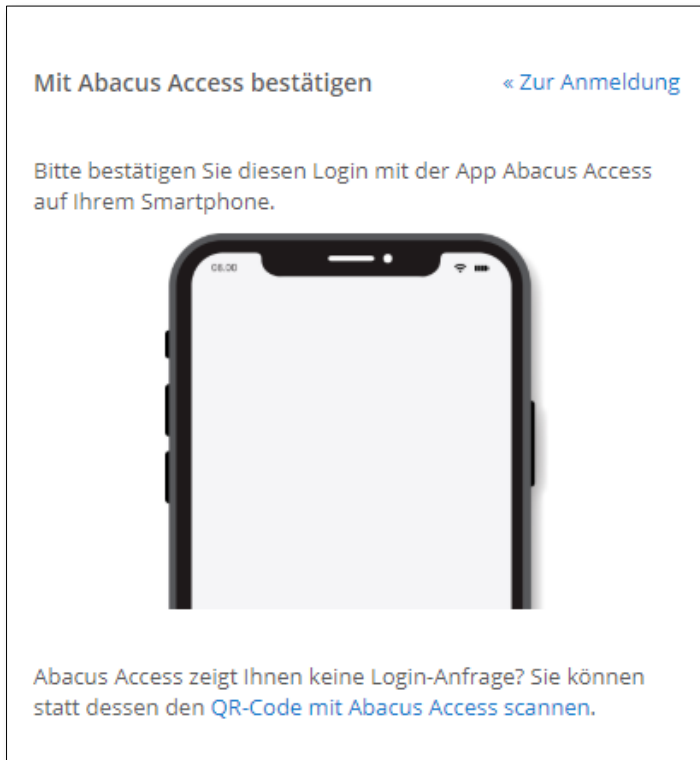 Mit Abacus Access bestätigen « Zur Anmeldung
Bitte bestätigen Sie diesen Login mit der App Abacus Access
auf Ihrem Smartphone.
08.00
Abacus Access zeigt Ihnen keine Login-Anfrage? Sie können
statt dessen den QR-Code mit Abacus Access scannen.